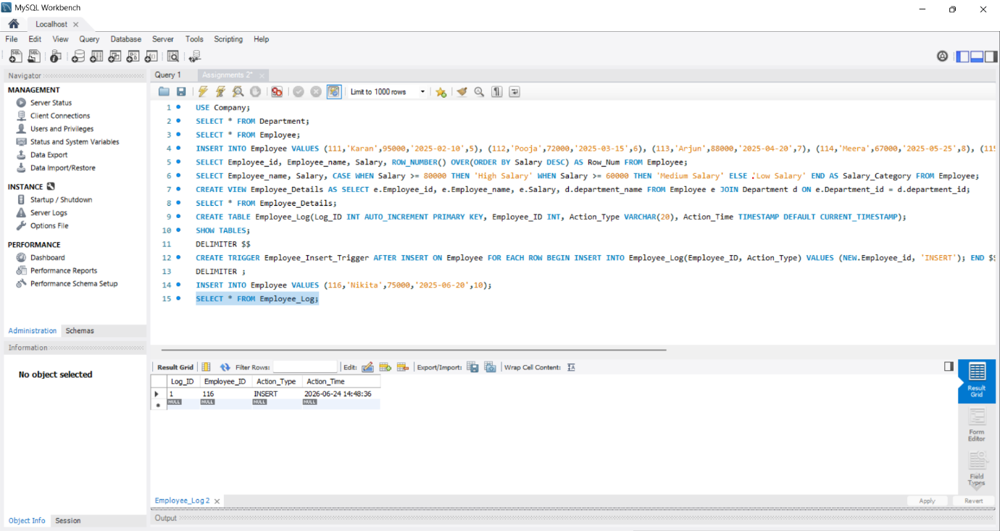 MySQL Workbench
Localhost
File Edit View Query Database Server Tools Scripting Help
Navigator
MANAGEMENT
Server Status
Client Connections
Users and Privileges
Status and System Variables
Data Export
Data Import/Restore
INSTANCE
Startup / Shutdown
Server Logs
Options File
PERFORMANCE
Dashboard
Performance Reports
Performance Schema Setup
Administration Schemas
Information
No object selected
Object Info Session
Query 1 Assignments 2*
Limit to 1000 rows
1 USE Company;
2 SELECT * FROM Department;
3 SELECT * FROM Employee;
4 INSERT INTO Employee VALUES (111,'Karan',95000,'2025-02-10',5), (112,'Pooja',72000,'2025-03-15',6), (113,'Arjun',88000,'2025-04-20',7), (114,'Meera',67000,'2025-05-25',8), (115
5 SELECT Employee_id, Employee_name, Salary, ROW_NUMBER() OVER(ORDER BY Salary DESC) AS Row_Num FROM Employee;
6 SELECT Employee_name, Salary, CASE WHEN Salary >= 80000 THEN 'High Salary' WHEN Salary >= 60000 THEN 'Medium Salary' ELSE 'Low Salary' END AS Salary_Category FROM Employee;
7 CREATE VIEW Employee_Details AS SELECT e.Employee_id, e.Employee_name, e.Salary, d.department_name FROM Employee e JOIN Department d ON e.Department_id = d.department_id;
8 SELECT * FROM Employee_Details;
9 CREATE TABLE Employee_Log(Log_ID INT AUTO_INCREMENT PRIMARY KEY, Employee_ID INT, Action_Type VARCHAR(20), Action_Time TIMESTAMP DEFAULT CURRENT_TIMESTAMP);
10 SHOW TABLES;
11 DELIMITER $$
12 CREATE TRIGGER Employee_Insert_Trigger AFTER INSERT ON Employee FOR EACH ROW BEGIN INSERT INTO Employee_Log(Employee_ID, Action_Type) VALUES (NEW.Employee_id, 'INSERT'); END $$
13 DELIMITER ;
14 INSERT INTO Employee VALUES (116,'Nikita',75000,'2025-06-20',10);
15 SELECT * FROM Employee_Log;
Result Grid Filter Rows: Edit: Export/Import: Wrap Cell Content:
Log_ID Employee_ID Action_Type Action_Time
1 116 INSERT 2026-06-24 14:48:36
NULL NULL NULL NULL
Result Grid
Form Editor
Field Types
Employee_Log 2
Apply Revert
Output